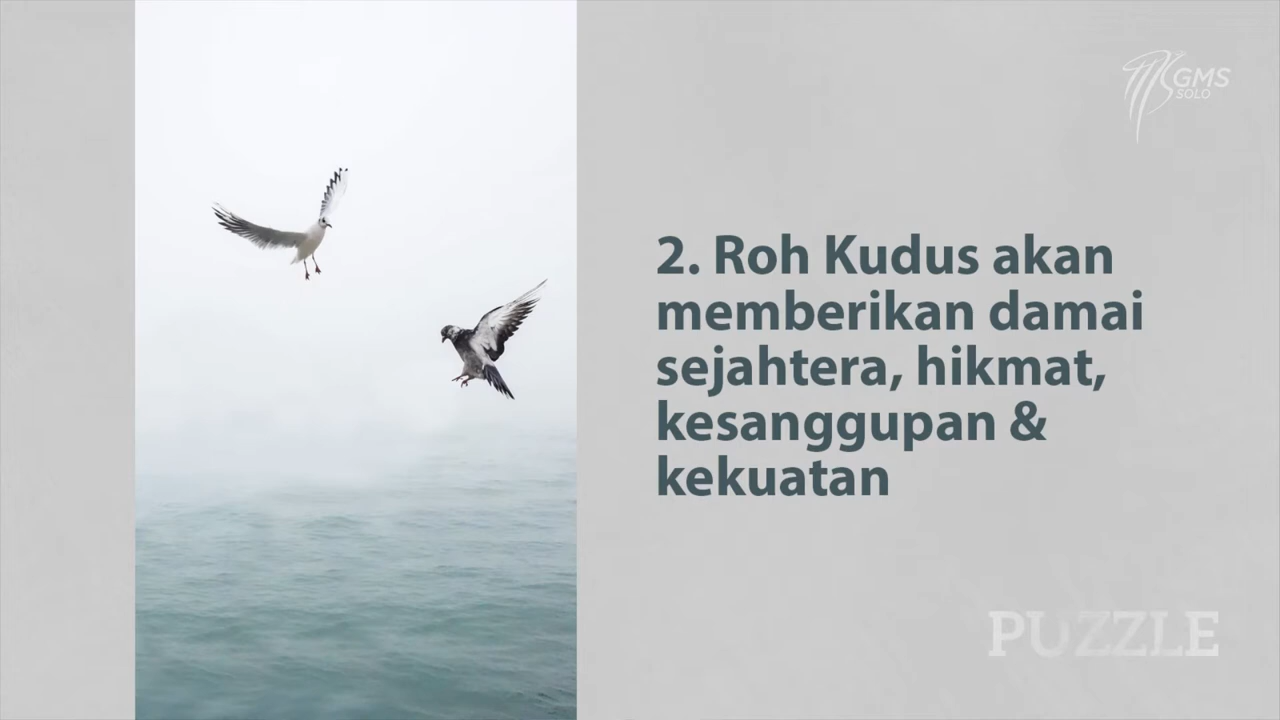 GMS
SOLO
2. Roh Kudus akan
memberikan damai
sejahtera, hikmat,
kesanggupan &
kekuatan
PUZZLE